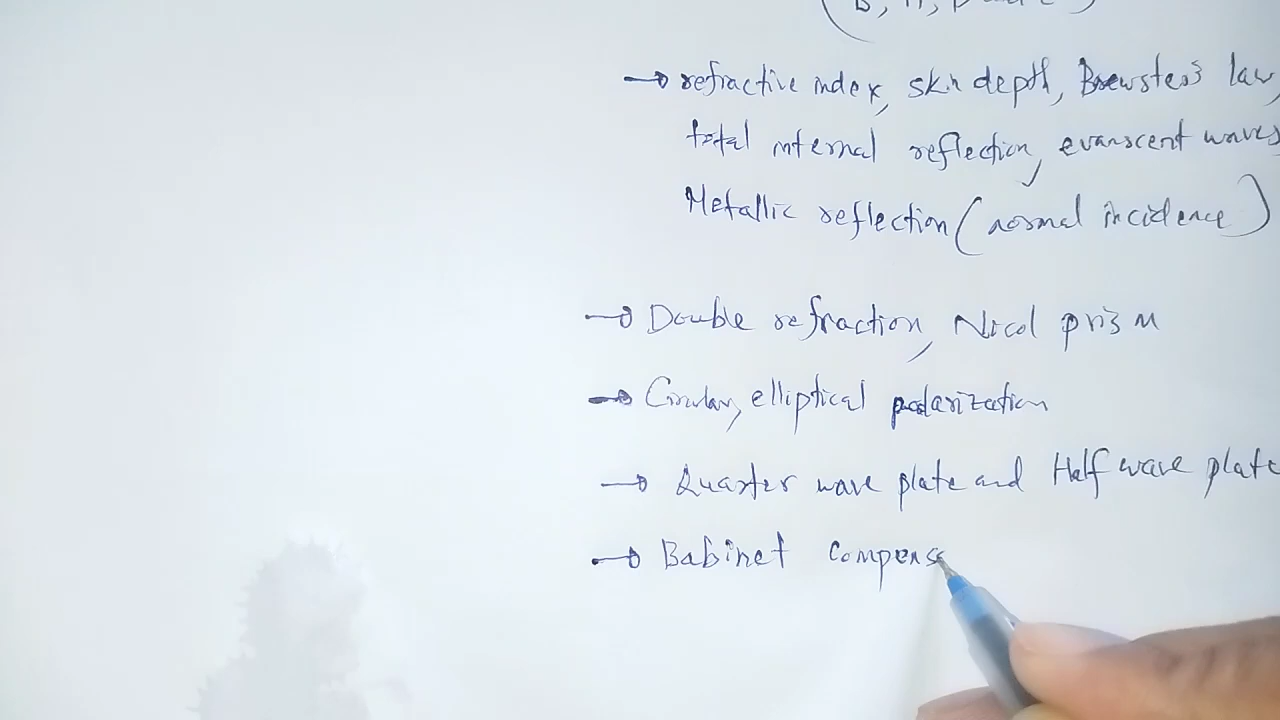 → refractive index, skin depth, Brewster's law,
total internal reflection, evanscent waves
Metallic reflection (normal incidence)
→ Double refraction, Nicol prism
→ Circular, elliptical polarization
→ Quarter wave plate and Half wave plate
→ Babinet Compens